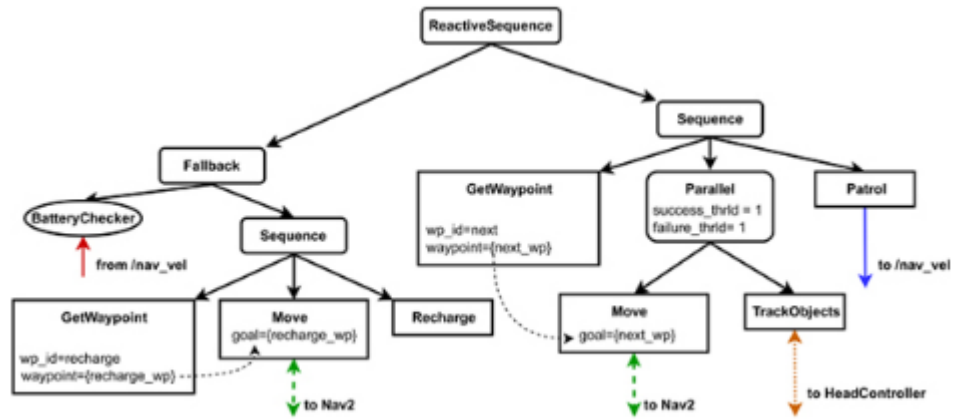 ReactiveSequence
Fallback
Sequence
BatteryChecker
from /nav_vel
Sequence
GetWaypoint
wp_id=recharge
waypoint={recharge_wp}
Move
goal={recharge_wp}
to Nav2
Recharge
GetWaypoint
wp_id=next
waypoint={next_wp}
Parallel
success_thrld = 1
failure_thrld= 1
Patrol
to /nav_vel
Move
goal={next_wp}
to Nav2
TrackObjects
to HeadController